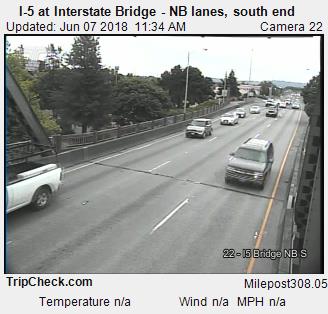 I-5 at Interstate Bridge - NB lanes, south end
Updated: Jun 07 2018 11:34 AM Camera 22
22 - I5 Bridge NB S
TripCheck.com Milepost308.05
Temperature n/a Wind n/a MPH n/a